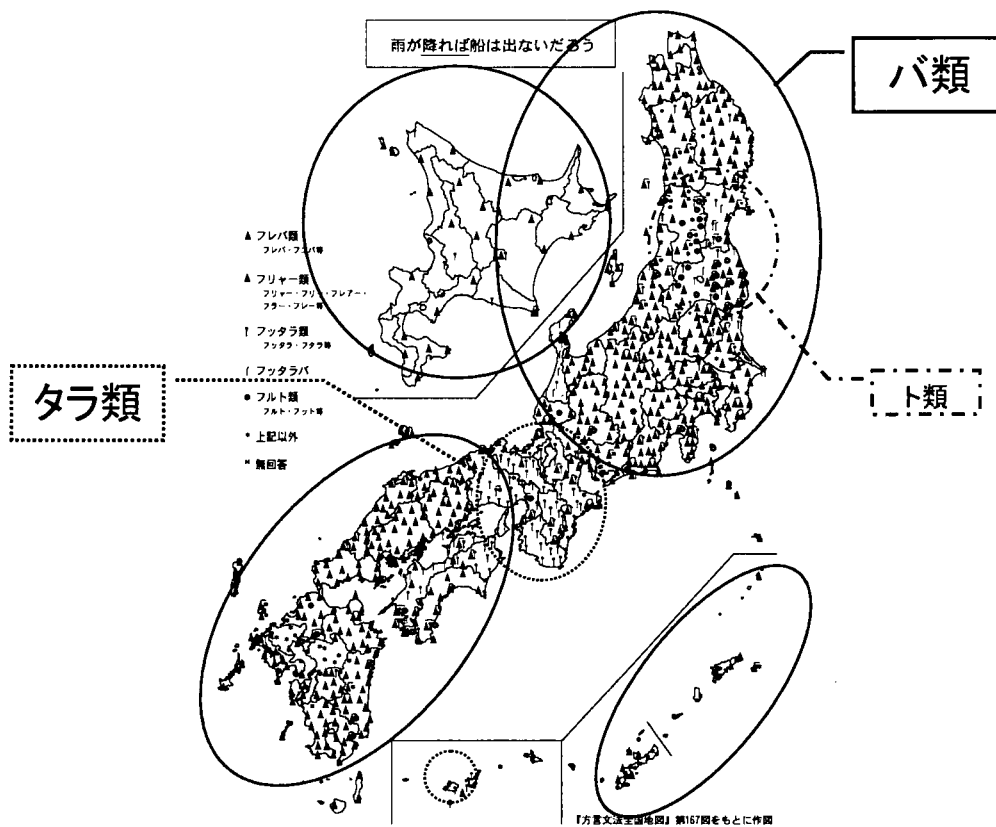 雨が降れば船は出ないだろう
バ類
▲ フレバ類
フレバ・フレバ等
▲ フリャー類
フリャー・フリャ・フレアー・
フラー・フレー等
フッタラ類
フッタラ・フタラ等
フッタラバ
● フルト類
フルト・フット等
上記以外
無回答
タラ類
ト類
『方言文法全国地図』第167図をもとに作図